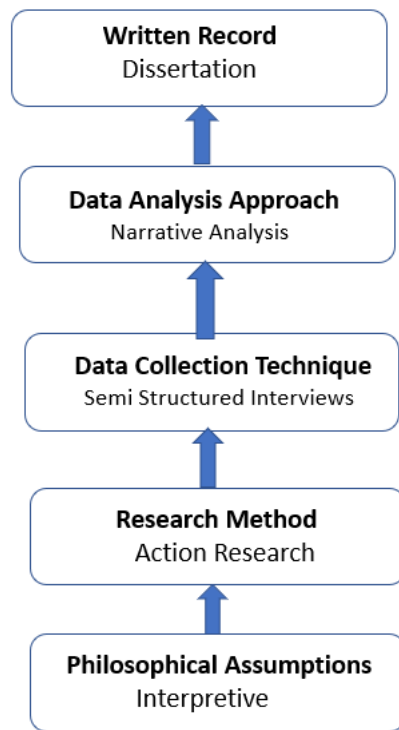 Written Record
Dissertation
Data Analysis Approach
Narrative Analysis
Data Collection Technique
Semi Structured Interviews
Research Method
Action Research
Philosophical Assumptions
Interpretive